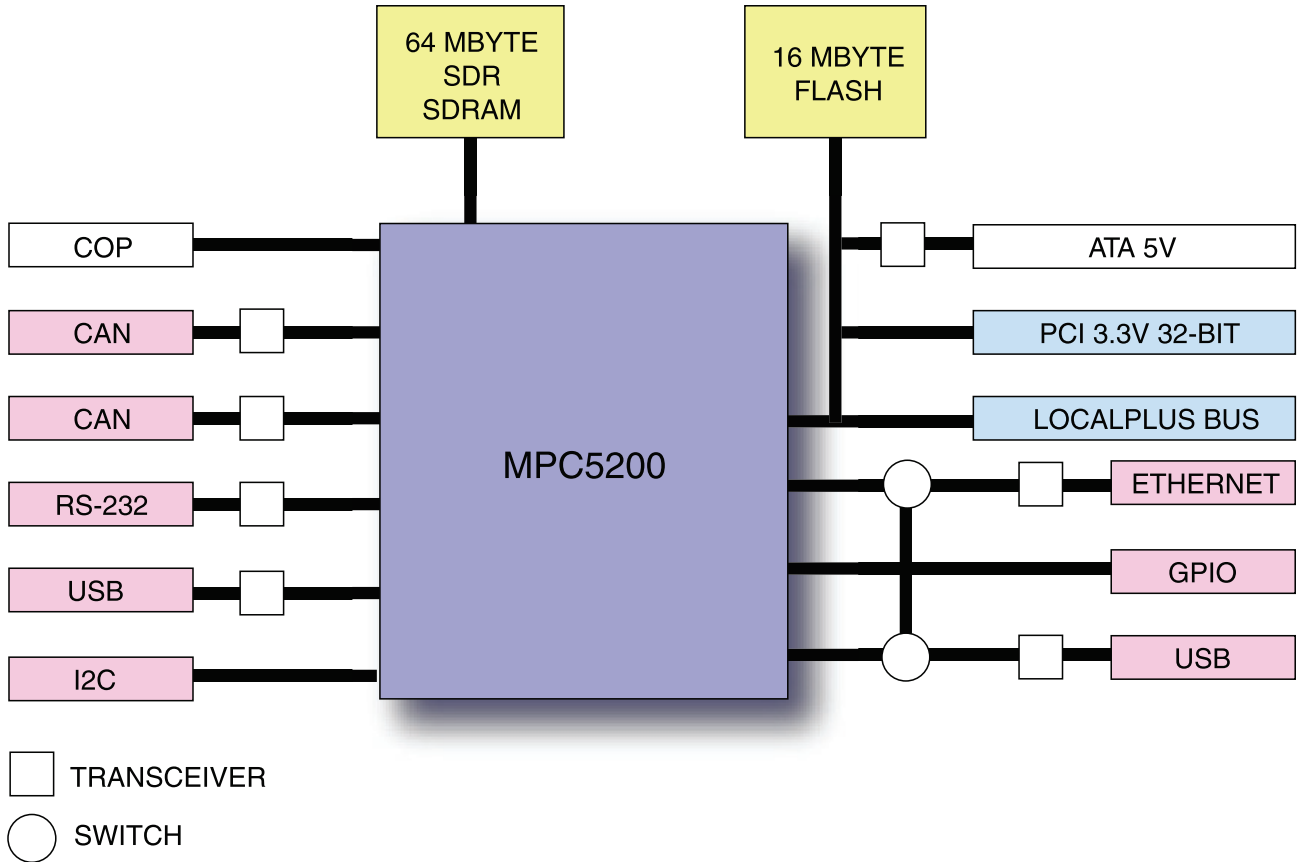 64 MBYTE
SDR
SDRAM
16 MBYTE
FLASH
COP
CAN
CAN
RS-232
USB
I2C
MPC5200
ATA 5V
PCI 3.3V 32-BIT
LOCALPLUS BUS
ETHERNET
GPIO
USB
TRANSCEIVER
SWITCH